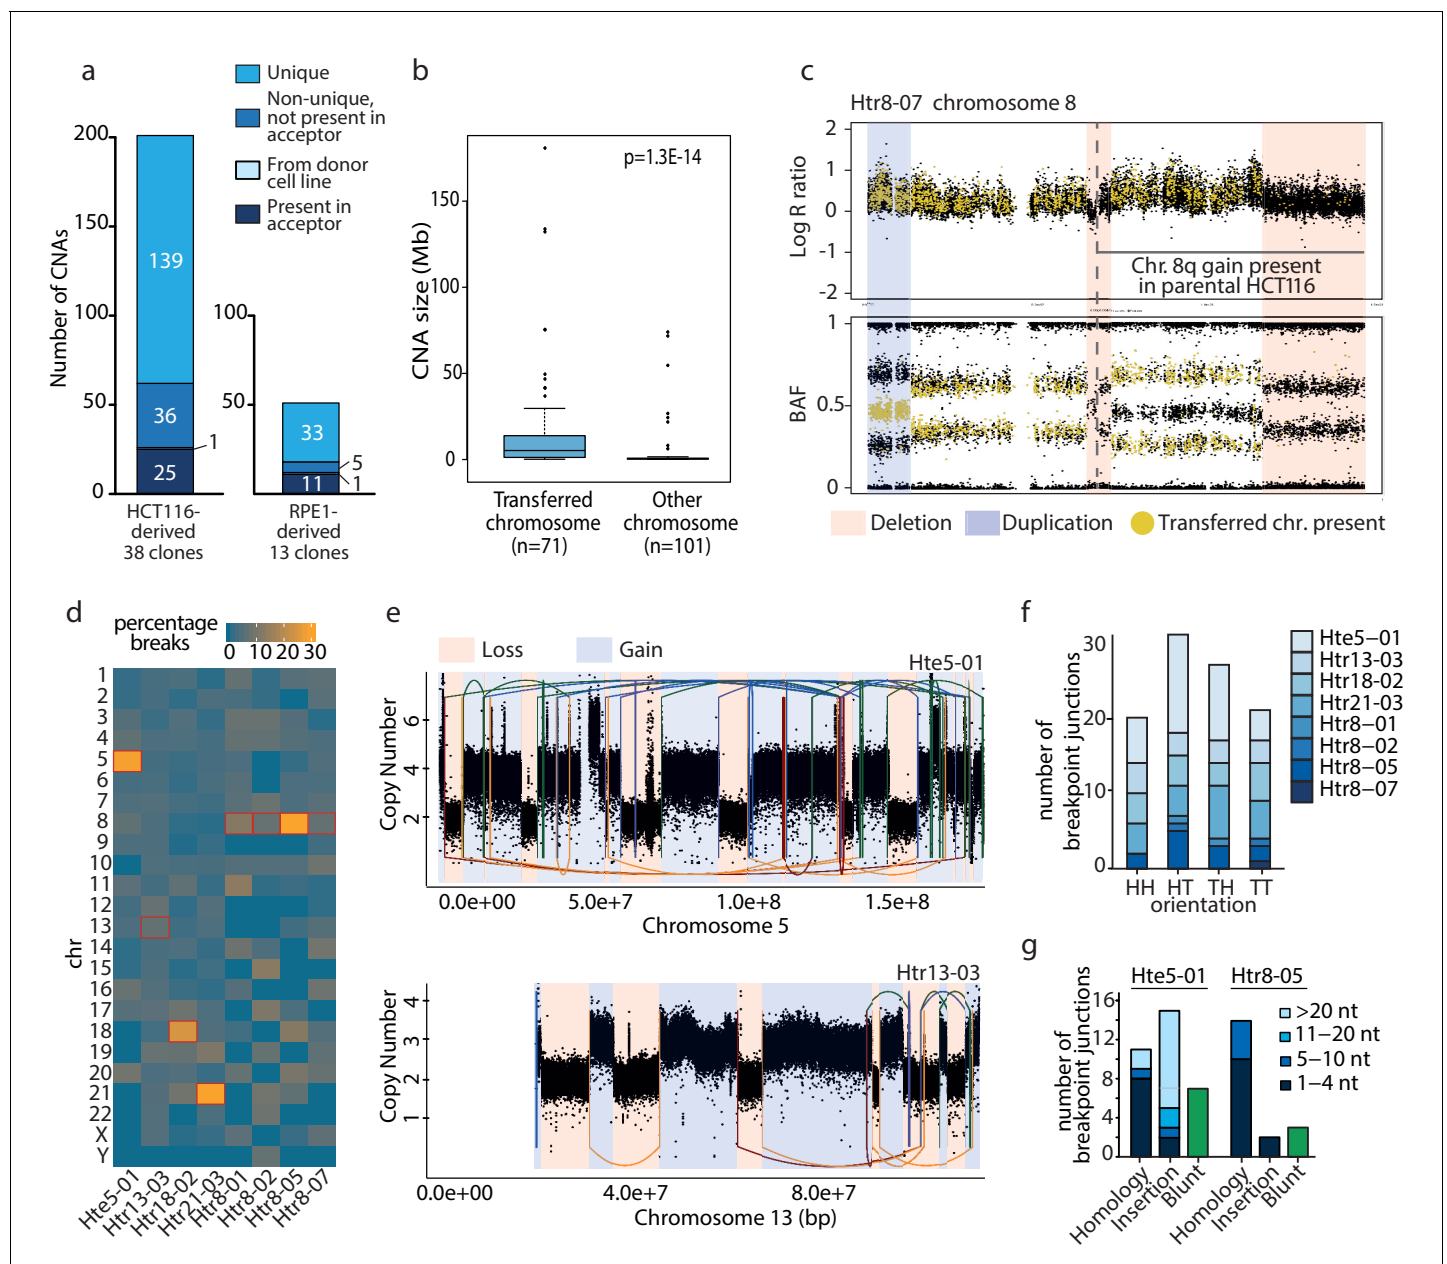 a
Unique
Non-unique,
not present in
acceptor
From donor
cell line
Present in
acceptor
Number of CNAs
200
150
100
50
0
139
36
1
25
HCT116-
derived
38 clones
100
50
33
5
1
11
RPE1-
derived
13 clones
b
p=1.3E-14
CNA size (Mb)
150
100
50
0
Transferred
chromosome
(n=71)
Other
chromosome
(n=101)
c
Htr8-07 chromosome 8
Log R ratio
2
1
0
-1
-2
Chr. 8q gain present
in parental HCT116
BAF
1
0.5
0
Deletion
Duplication
Transferred chr. present
d
percentage
breaks
0 10 30
chr
1
2
3
4
5
6
7
8
9
10
11
12
13
14
15
16
17
18
19
20
21
22
X
Y
Hte5-01
Htr13-03
Htr18-02
Htr21-03
Htr8-01
Htr8-02
Htr8-05
Htr8-07
e
Loss
Gain
Hte5-01
Copy Number
6
4
2
0.0e+00 5.0e+7 1.0e+8 1.5e+8
Chromosome 5
Htr13-03
Copy Number
4
3
2
1
0.0e+00 4.0e+7 8.0e+7
Chromosome 13 (bp)
f
number of
breakpoint junctions
30
20
10
0
HH HT TH TT
orientation
Hte5−01
Htr13-03
Htr18-02
Htr21-03
Htr8−01
Htr8−02
Htr8−05
Htr8−07
g
Hte5-01 Htr8-05
number of
breakpoint junctions
16
12
8
4
0
>20 nt
11−20 nt
5−10 nt
1−4 nt
Homology
Insertion
Blunt
Homology
Insertion
Blunt